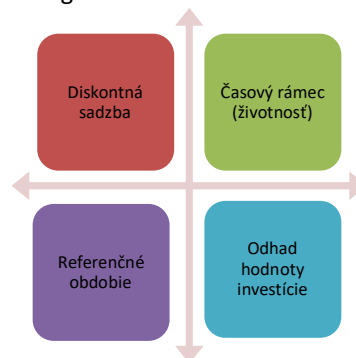 Diskontná
sadzba
Časový rámec
(životnosť)
Referenčné
obdobie
Odhad
hodnoty
investície